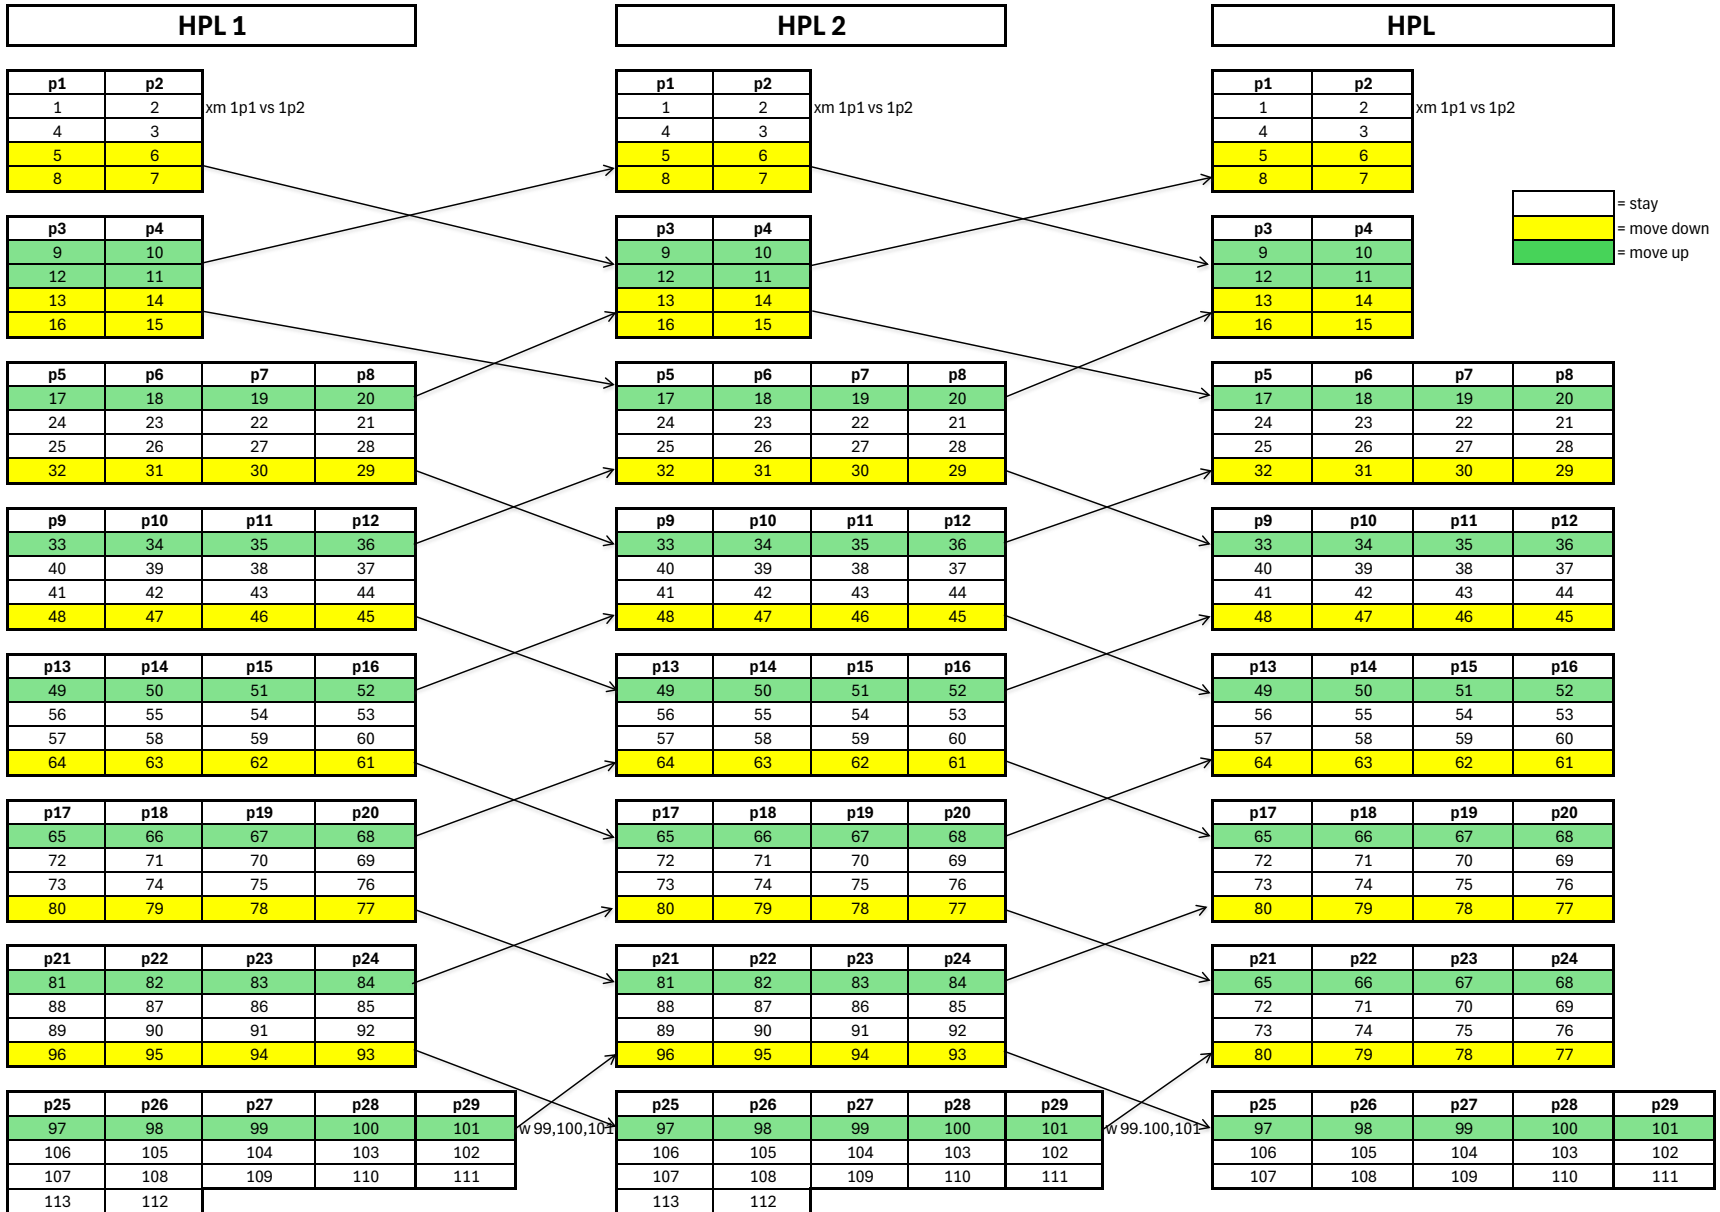 HPL 1 HPL 2 HPL
p1 p2 p1 p2 p1 p2
1 2 xm 1p1 vs 1p2 1 2 xm 1p1 vs 1p2 1 2 xm 1p1 vs 1p2
4 3 4 3 4 3
5 6 5 6 5 6
8 7 8 7 8 7
= stay
p3 p4 p3 p4 p3 p4 = move down
9 10 9 10 9 10 = move up
12 11 12 11 12 11
13 14 13 14 13 14
16 15 16 15 16 15
p5 p6 p7 p8 p5 p6 p7 p8 p5 p6 p7 p8
17 18 19 20 17 18 19 20 17 18 19 20
24 23 22 21 24 23 22 21 24 23 22 21
25 26 27 28 25 26 27 28 25 26 27 28
32 31 30 29 32 31 30 29 32 31 30 29
p9 p10 p11 p12 p9 p10 p11 p12 p9 p10 p11 p12
33 34 35 36 33 34 35 36 33 34 35 36
40 39 38 37 40 39 38 37 40 39 38 37
41 42 43 44 41 42 43 44 41 42 43 44
48 47 46 45 48 47 46 45 48 47 46 45
p13 p14 p15 p16 p13 p14 p15 p16 p13 p14 p15 p16
49 50 51 52 49 50 51 52 49 50 51 52
56 55 54 53 56 55 54 53 56 55 54 53
57 58 59 60 57 58 59 60 57 58 59 60
64 63 62 61 64 63 62 61 64 63 62 61
p17 p18 p19 p20 p17 p18 p19 p20 p17 p18 p19 p20
65 66 67 68 65 66 67 68 65 66 67 68
72 71 70 69 72 71 70 69 72 71 70 69
73 74 75 76 73 74 75 76 73 74 75 76
80 79 78 77 80 79 78 77 80 79 78 77
p21 p22 p23 p24 p21 p22 p23 p24 p21 p22 p23 p24
81 82 83 84 81 82 83 84 65 66 67 68
88 87 86 85 88 87 86 85 72 71 70 69
89 90 91 92 89 90 91 92 73 74 75 76
96 95 94 93 96 95 94 93 80 79 78 77
p25 p26 p27 p28 p29 p25 p26 p27 p28 p29 p25 p26 p27 p28 p29
97 98 99 100 101 w 99,100,101 97 98 99 100 101 w 99.100,101 97 98 99 100 101
106 105 104 103 102 106 105 104 103 102 106 105 104 103 102
107 108 109 110 111 107 108 109 110 111 107 108 109 110 111
113 112 113 112